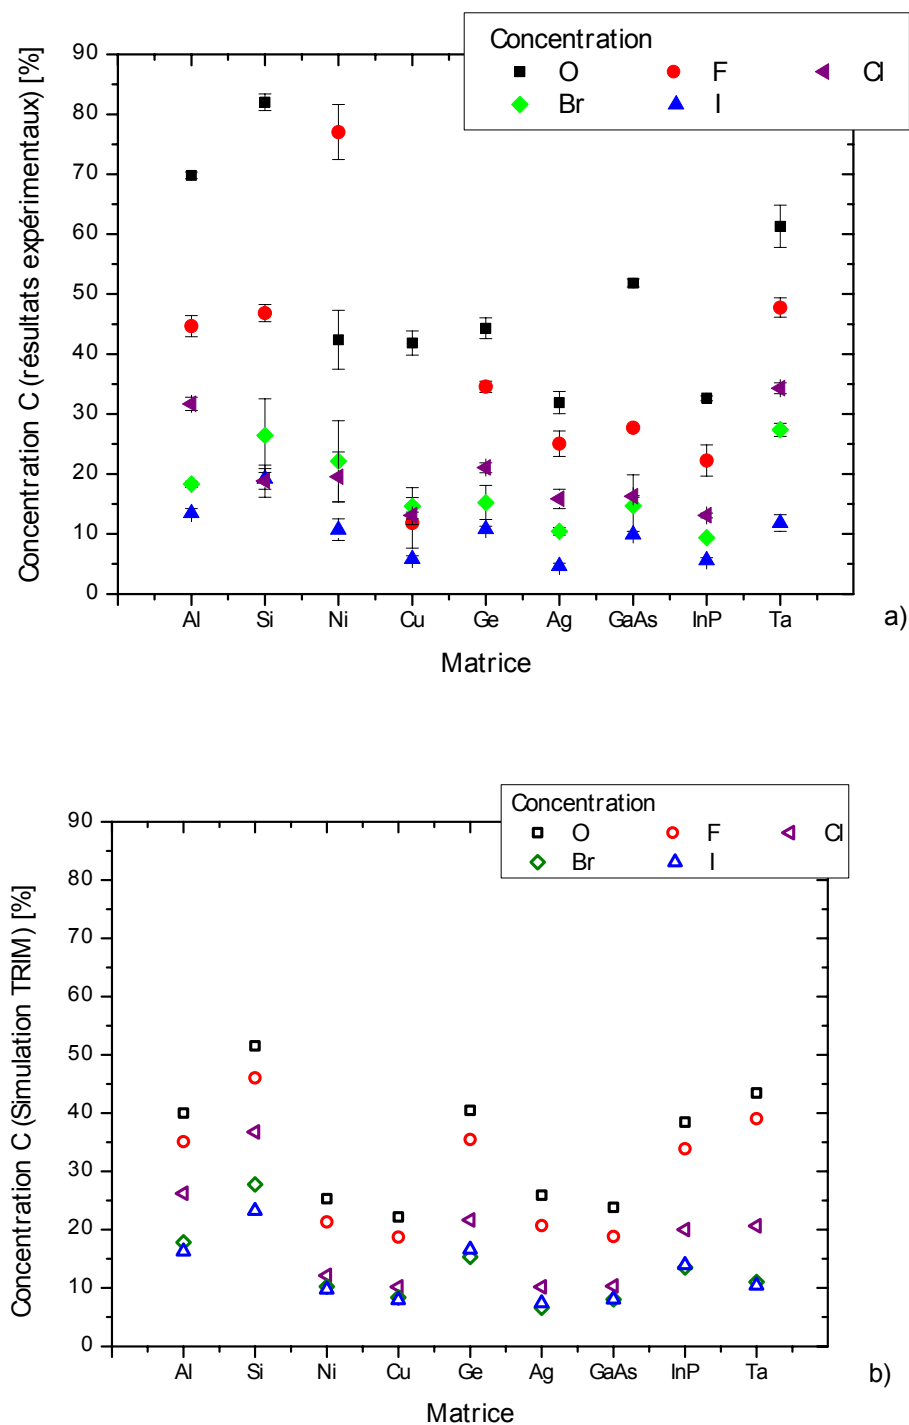 Concentration
O F Cl
Br I
Concentration C (résultats expérimentaux) [%]
90
80
70
60
50
40
30
20
10
0
Al Si Ni Cu Ge Ag GaAs InP Ta
a)
Matrice
Concentration
O F Cl
Br I
Concentration C (Simulation TRIM) [%]
90
80
70
60
50
40
30
20
10
0
Al Si Ni Cu Ge Ag GaAs InP Ta
b)
Matrice